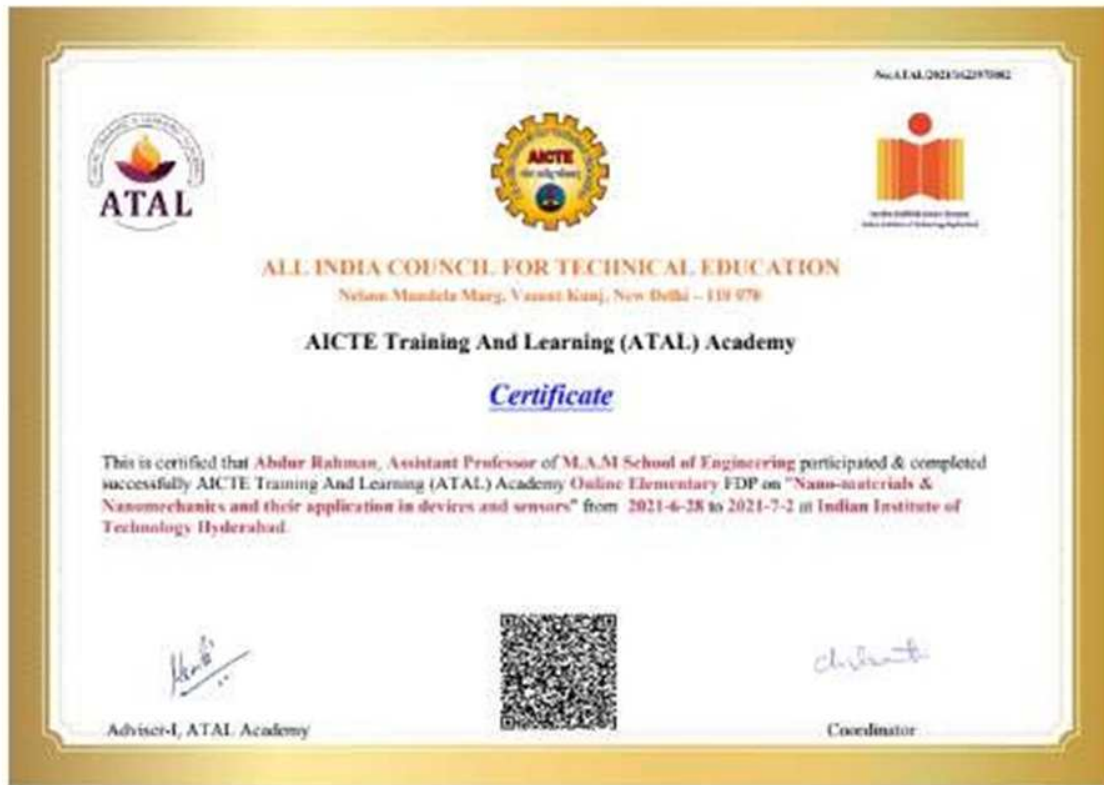 ATAL
AICTE
ALL INDIA COUNCIL FOR TECHNICAL EDUCATION
Nelson Mandela Marg, Vasant Kunj, New Delhi – 110 070
AICTE Training And Learning (ATAL) Academy
Certificate
This is certified that Abdur Rahman, Assistant Professor of M.A.M School of Engineering participated & completed
successfully AICTE Training And Learning (ATAL) Academy Online Elementary FDP on "Nano-materials &
Nanomechanics and their application in devices and sensors" from 2021-6-28 to 2021-7-2 at Indian Institute of
Technology Hyderabad.
Adviser-I, ATAL Academy
Coordinator